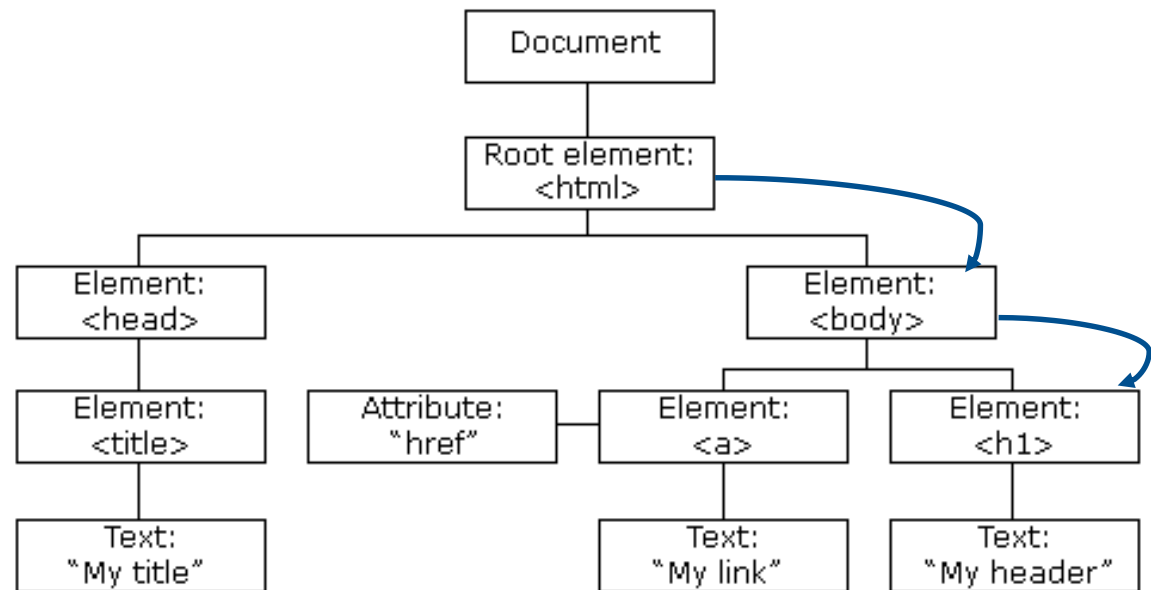 Document
Root element:
<html>
Element:
<head>
Element:
<body>
Element:
<title>
Attribute:
“href”
Element:
<a>
Element:
<h1>
Text:
“My title”
Text:
“My link”
Text:
“My header”